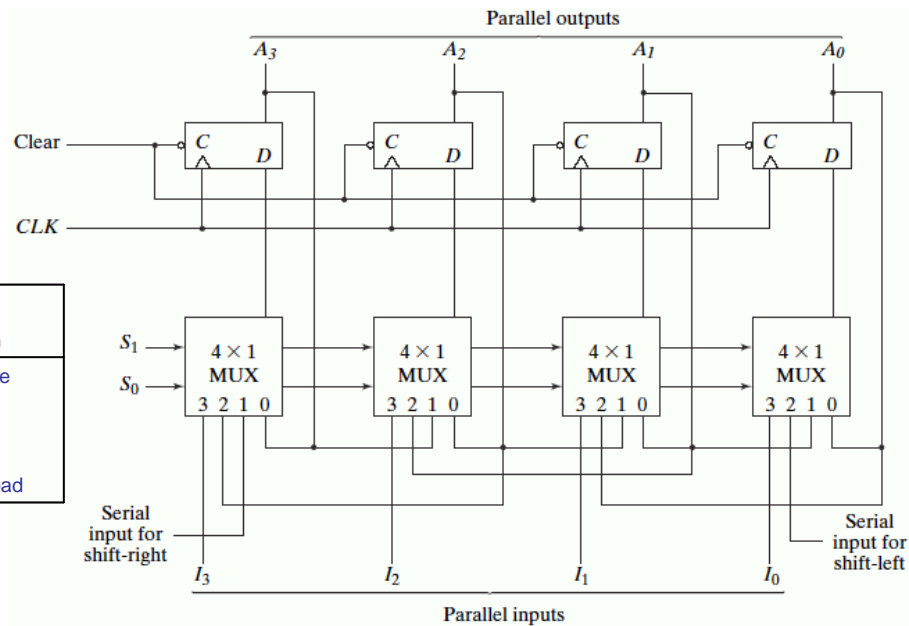 Parallel outputs
A3 A2 A1 A0
Clear C D C D C D C D
CLK
S1 4 × 1 4 × 1 4 × 1 4 × 1
S0 MUX MUX MUX MUX
3 2 1 0 3 2 1 0 3 2 1 0 3 2 1 0
Serial
input for
shift-right
Serial
input for
shift-left
I3 I2 I1 I0
Parallel inputs